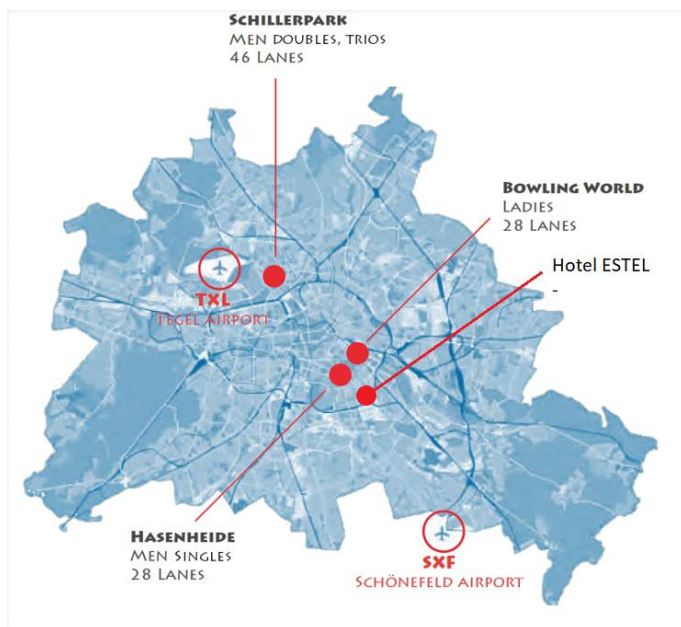 SCHILLERPARK
MEN DOUBLES, TRIOS
46 LANES
BOWLING WORLD
LADIES
28 LANES
Hotel ESTEL
-
TXL
TEGEL AIRPORT
HASENHEIDE
MEN SINGLES
28 LANES
SXF
SCHÖNEFELD AIRPORT